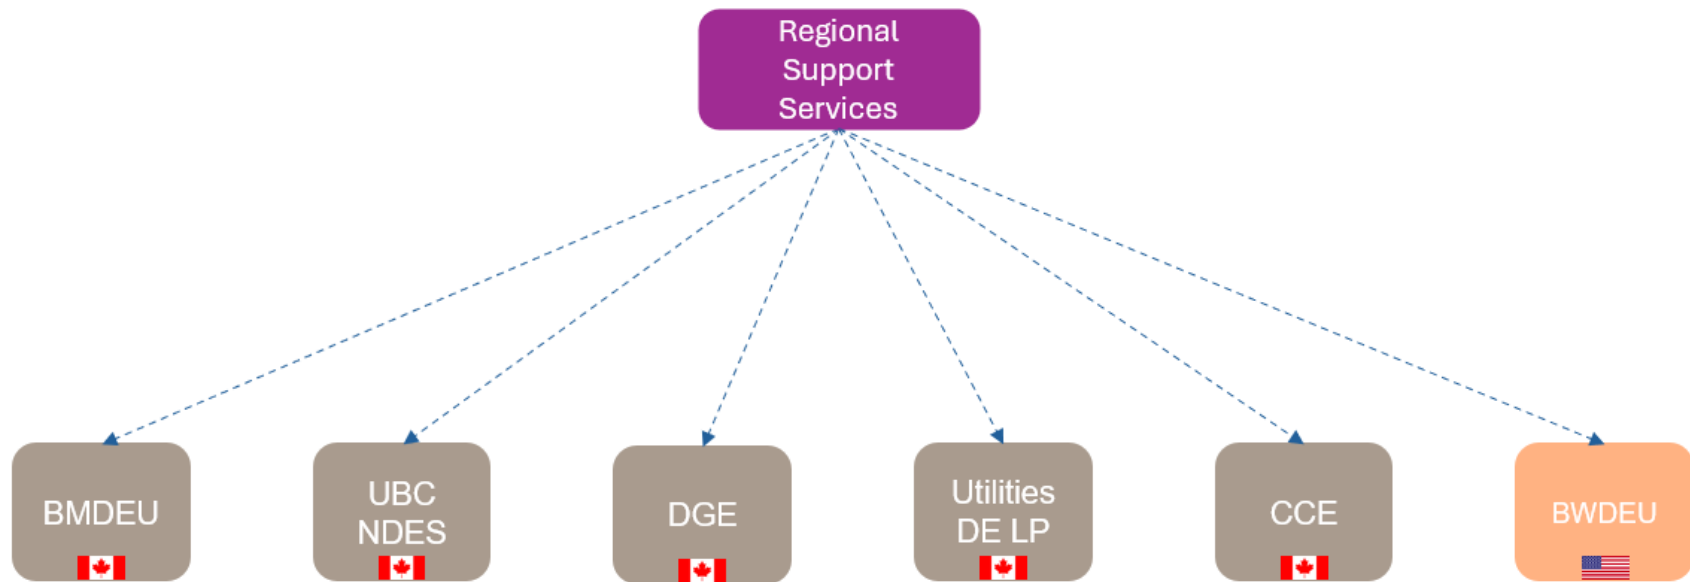 Regional
Support
Services
BMDEU
UBC
NDES
DGE
Utilities
DE LP
CCE
BWDEU